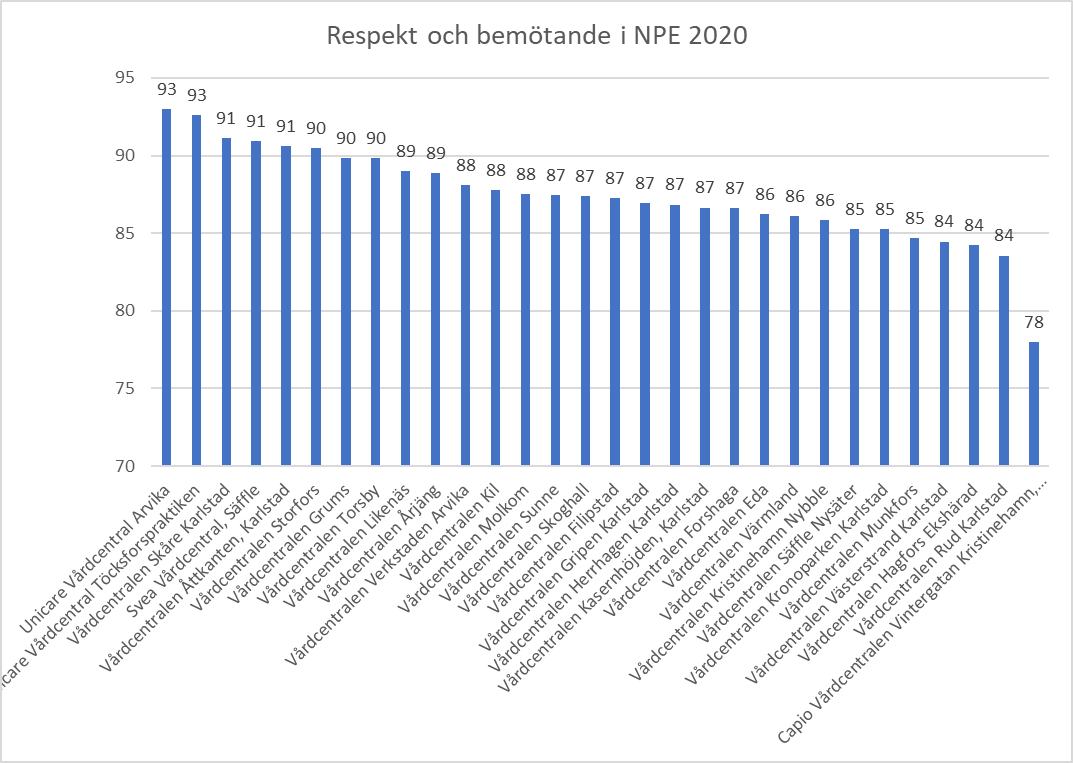 Respekt och bemötande i NPE 2020
95
90
85
80
75
70
93
93
91
91
91
90
90
90
89
89
88
88
88
87
87
87
87
87
87
87
86
86
86
85
85
85
84
84
84
78
Unicare Vårdcentral Arvika
icare Vårdcentral Töcksforspraktiken
Vårdcentralen Skåre Karlstad
Svea Vårdcentral, Säffle
Vårdcentralen Åttkanten, Karlstad
Vårdcentralen Storfors
Vårdcentralen Grums
Vårdcentralen Torsby
Vårdcentralen Likenäs
Vårdcentralen Årjäng
Vårdcentralen Verkstaden Arvika
Vårdcentralen Kil
Vårdcentralen Molkom
Vårdcentralen Sunne
Vårdcentralen Skoghall
Vårdcentralen Filipstad
Vårdcentralen Gripen Karlstad
Vårdcentralen Herrhagen Karlstad
Vårdcentralen Kasernhöjden, Karlstad
Vårdcentralen Forshaga
Vårdcentralen Eda
Vårdcentralen Värmland
Vårdcentralen Kristinehamn Nybble
Vårdcentralen Säffle Nysäter
Vårdcentralen Kronoparken Karlstad
Vårdcentralen Munkfors
Vårdcentralen Västerstrand Karlstad
Vårdcentralen Hagfors Ekshärad
Vårdcentralen Rud Karlstad
Capio Vårdcentralen Vintergatan Kristinehamn,...